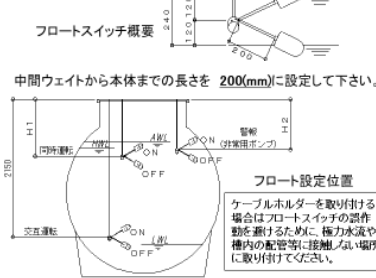 フロートスイッチ概要
240
120
120
200
中間ウェイトから本体までの長さを 200(mm)に設定して下さい。
H1
H2
2150
同時運転
HWL
AWL
ON
OFF
警報
(非常用ポンプ)
ON
OFF
交互運転
ON
OFF
LWL
フロート設定位置
ケーブルホルダーを取り付ける
場合はフロートスイッチの誤作
動を避けるために、極力水流や
槽内の配管等に接触しない場所
に取り付けてください。